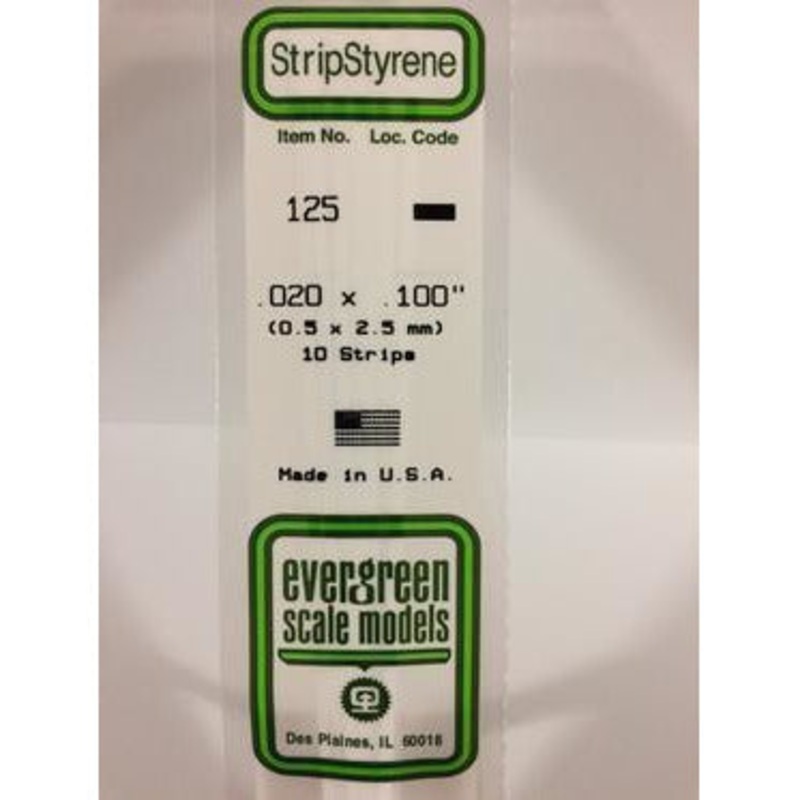 StripStyrene
Item No. Loc. Code
125
.020 x .100"
(0.5 x 2.5 mm)
10 Strips
Made in U.S.A.
evergreen
scale models
Des Plaines, IL 60018